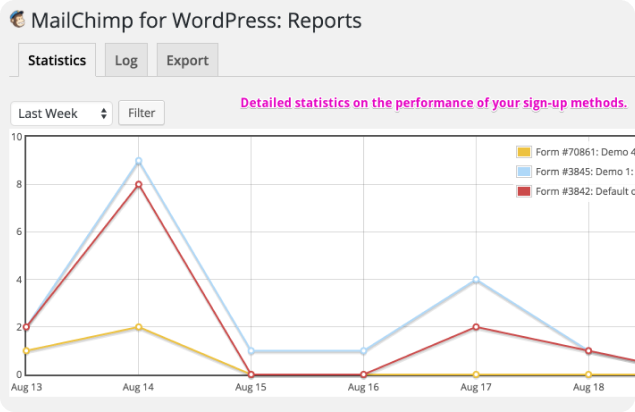 MailChimp for WordPress: Reports
Statistics
Log
Export
Last Week
Filter
Detailed statistics on the performance of your sign-up methods.
10
8
6
4
2
0
Form #70861: Demo 4
Form #3845: Demo 1:
Form #3842: Default
Aug 13
Aug 14
Aug 15
Aug 16
Aug 17
Aug 18